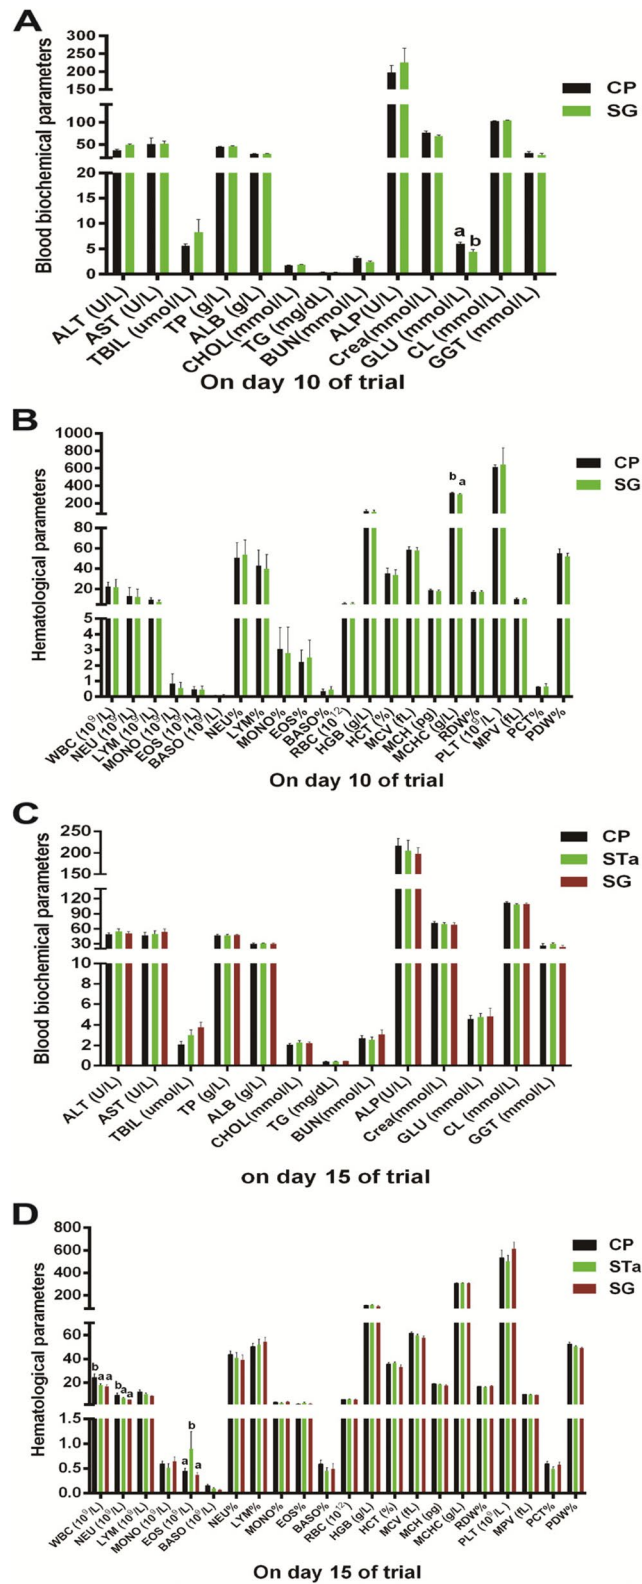 A
Blood biochemical parameters
300
250
200
150
100
50
20
15
10
5
0
CP
SG
a
b
ALT (U/L)
AST (U/L)
TBIL (umol/L)
TP (g/L)
ALB (g/L)
CHOL(mmol/L)
TG (mg/dL)
BUN(mmol/L)
ALP(U/L)
Crea(mmol/L)
GLU (mmol/L)
CL (mmol/L)
GGT (mmol/L)
On day 10 of trial
B
Hematological parameters
1000
800
600
400
200
80
60
40
20
5
4
3
2
1
0
CP
SG
b
a
WBC (10⁹/L)
NEU (10⁹/L)
LYM (10⁹/L)
MONO (10⁹/L)
EOS (10⁹/L)
BASO (10⁹/L)
NEU%
LYM%
MONO%
EOS%
BASO%
RBC (10¹²)
HGB (g/L)
HCT (%)
MCV (fL)
MCH (pg)
MCHC (g/L)
RDW%
PLT (10⁹/L)
MPV (fL)
PCT%
PDW%
On day 10 of trial
C
Blood biochemical parameters
250
200
150
120
90
60
30
10
8
6
4
2
0
CP
STa
SG
ALT (U/L)
AST (U/L)
TBIL (umol/L)
TP (g/L)
ALB (g/L)
CHOL(mmol/L)
TG (mg/dL)
BUN(mmol/L)
ALP(U/L)
Crea(mmol/L)
GLU (mmol/L)
CL (mmol/L)
GGT (mmol/L)
on day 15 of trial
D
Hematological parameters
800
600
400
200
60
40
20
1.5
1.0
0.5
0.0
CP
STa
SG
b
a a
b
a
a
b
a
a
WBC (10⁹/L)
NEU (10⁹/L)
LYM (10⁹/L)
MONO (10⁹/L)
EOS (10⁹/L)
BASO (10⁹/L)
NEU%
LYM%
MONO%
EOS%
BASO%
RBC (10¹²)
HGB (g/L)
HCT (%)
MCV (fL)
MCH (pg)
MCHC (g/L)
RDW%
PLT (10⁹/L)
MPV (fL)
PCT%
PDW%
On day 15 of trial